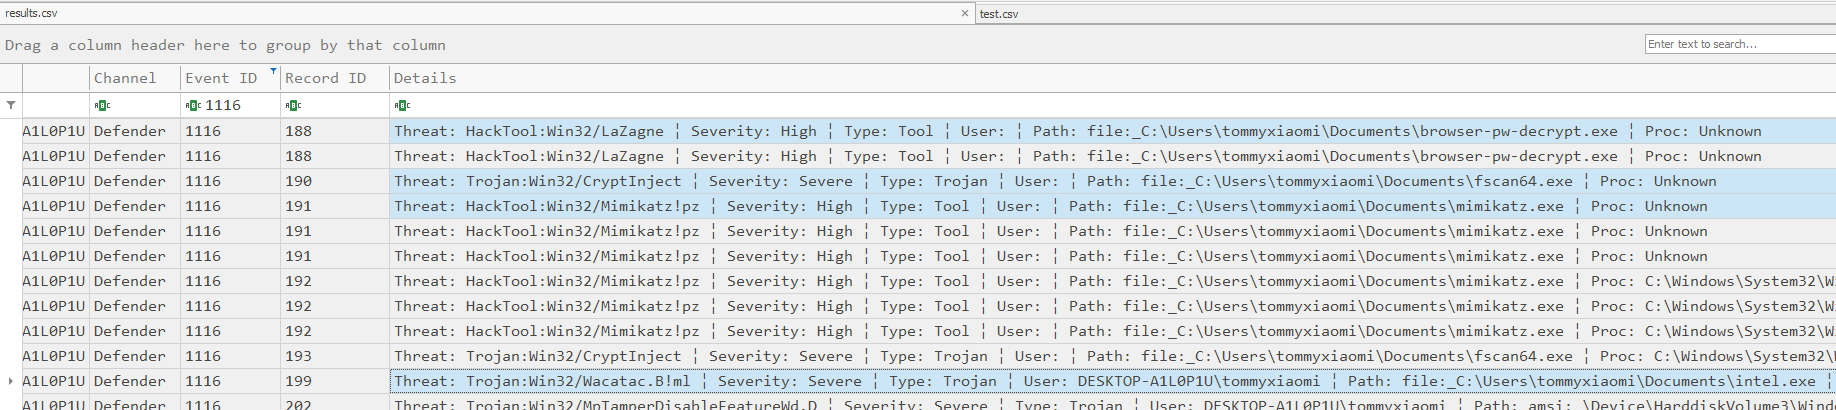 results.csv × test.csv
Drag a column header here to group by that column Enter text to search...
Channel Event ID Record ID Details
ABC ABC 1116 ABC ABC
A1L0P1U Defender 1116 188 Threat: HackTool:Win32/LaZagne ¦ Severity: High ¦ Type: Tool ¦ User: ¦ Path: file:_C:\Users\tommyxiaomi\Documents\browser-pw-decrypt.exe ¦ Proc: Unknown
A1L0P1U Defender 1116 188 Threat: HackTool:Win32/LaZagne ¦ Severity: High ¦ Type: Tool ¦ User: ¦ Path: file:_C:\Users\tommyxiaomi\Documents\browser-pw-decrypt.exe ¦ Proc: Unknown
A1L0P1U Defender 1116 190 Threat: Trojan:Win32/CryptInject ¦ Severity: Severe ¦ Type: Trojan ¦ User: ¦ Path: file:_C:\Users\tommyxiaomi\Documents\fscan64.exe ¦ Proc: Unknown
A1L0P1U Defender 1116 191 Threat: HackTool:Win32/Mimikatz!pz ¦ Severity: High ¦ Type: Tool ¦ User: ¦ Path: file:_C:\Users\tommyxiaomi\Documents\mimikatz.exe ¦ Proc: Unknown
A1L0P1U Defender 1116 191 Threat: HackTool:Win32/Mimikatz!pz ¦ Severity: High ¦ Type: Tool ¦ User: ¦ Path: file:_C:\Users\tommyxiaomi\Documents\mimikatz.exe ¦ Proc: Unknown
A1L0P1U Defender 1116 191 Threat: HackTool:Win32/Mimikatz!pz ¦ Severity: High ¦ Type: Tool ¦ User: ¦ Path: file:_C:\Users\tommyxiaomi\Documents\mimikatz.exe ¦ Proc: Unknown
A1L0P1U Defender 1116 192 Threat: HackTool:Win32/Mimikatz!pz ¦ Severity: High ¦ Type: Tool ¦ User: ¦ Path: file:_C:\Users\tommyxiaomi\Documents\mimikatz.exe ¦ Proc: C:\Windows\System32\W
A1L0P1U Defender 1116 192 Threat: HackTool:Win32/Mimikatz!pz ¦ Severity: High ¦ Type: Tool ¦ User: ¦ Path: file:_C:\Users\tommyxiaomi\Documents\mimikatz.exe ¦ Proc: C:\Windows\System32\W
A1L0P1U Defender 1116 192 Threat: HackTool:Win32/Mimikatz!pz ¦ Severity: High ¦ Type: Tool ¦ User: ¦ Path: file:_C:\Users\tommyxiaomi\Documents\mimikatz.exe ¦ Proc: C:\Windows\System32\W
A1L0P1U Defender 1116 193 Threat: Trojan:Win32/CryptInject ¦ Severity: Severe ¦ Type: Trojan ¦ User: ¦ Path: file:_C:\Users\tommyxiaomi\Documents\fscan64.exe ¦ Proc: C:\Windows\System32\
A1L0P1U Defender 1116 199 Threat: Trojan:Win32/Wacatac.B!ml ¦ Severity: Severe ¦ Type: Trojan ¦ User: DESKTOP-A1L0P1U\tommyxiaomi ¦ Path: file:_C:\Users\tommyxiaomi\Documents\intel.exe ¦
A1L0P1U Defender 1116 202 Threat: Trojan:Win32/MpTamperDisableFeatureWd.D ¦ Severity: Severe ¦ Type: Trojan ¦ User: DESKTOP-A1L0P1U\tommyxiaomi ¦ Path: amsi:_\Device\HarddiskVolume3\Wind